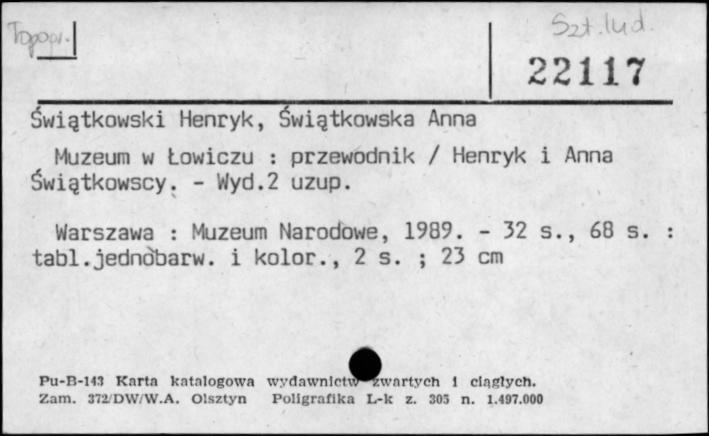 Topogr.
Szt. lud.
22117
Świątkowski Henryk, Świątkowska Anna
Muzeum w Łowiczu : przewodnik / Henryk i Anna
Świątkowscy. - Wyd.2 uzup.
Warszawa : Muzeum Narodowe, 1989. - 32 s., 68 s. :
tabl.jednobarw. i kolor., 2 s. ; 23 cm
Pu-B-143 Karta katalogowa wydawnictw zwartych i ciągłych.
Zam. 372/DW/W.A. Olsztyn Poligrafika L-k z. 305 n. 1.497.000